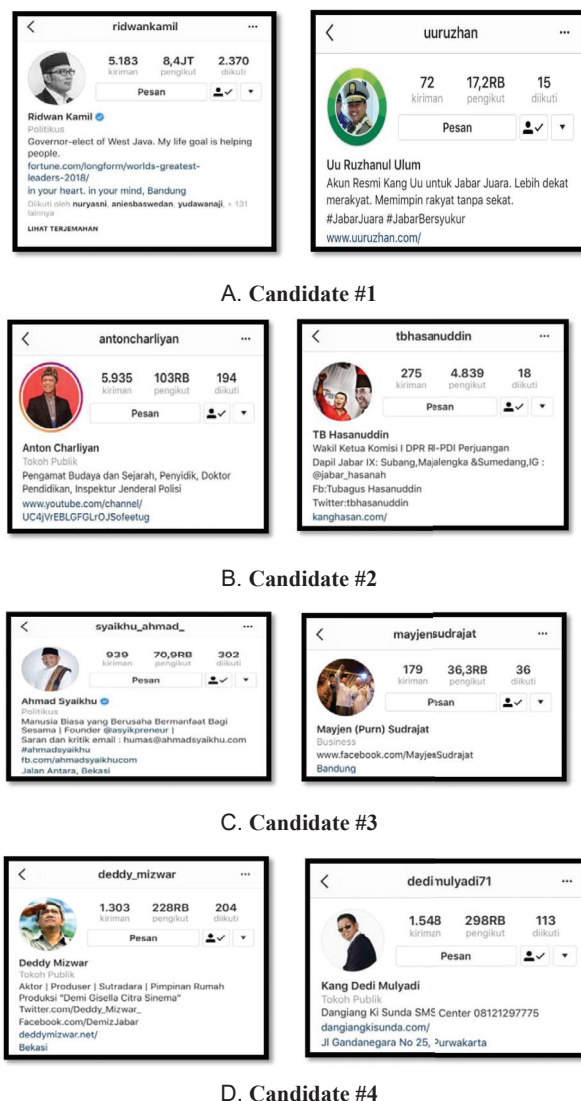 ridwankamil
5.183 8,4JT 2.370
kiriman pengikut diikuti
Pesan
Ridwan Kamil
Politikus
Governor-elect of West Java. My life goal is helping
people.
fortune.com/longform/worlds-greatest-
leaders-2018/
in your heart. in your mind, Bandung
Diikuti oleh nuryasni, aniesbaswedan, yudawanaji, + 131
lainnya
LIHAT TERJEMAHAN
uuruzhan
72 17,2RB 15
kiriman pengikut diikuti
Pesan
Uu Ruzhanul Ulum
Akun Resmi Kang Uu untuk Jabar Juara. Lebih dekat
merakyat. Memimpin rakyat tanpa sekat.
#JabarJuara #JabarBersyukur
www.uuruzhan.com/
A. Candidate #1
antoncharliyan
5.935 103RB 194
kiriman pengikut diikuti
Pesan
Anton Charliyan
Tokoh Publik
Pengamat Budaya dan Sejarah, Penyidik, Doktor
Pendidikan, Inspektur Jenderal Polisi
www.youtube.com/channel/
UC4jVrEBLGFGLrOJSofeetug
tbhasanuddin
275 4.839 18
kiriman pengikut diikuti
Pesan
TB Hasanuddin
Wakil Ketua Komisi I DPR RI-PDI Perjuangan
Dapil Jabar IX: Subang,Majalengka &Sumedang,IG :
@jabar_hasanah
Fb:Tubagus Hasanuddin
Twitter:tbhasanuddin
kanghasan.com/
B. Candidate #2
syaikhu_ahmad_
939 70,9RB 302
kiriman pengikut diikuti
Pesan
Ahmad Syaikhu
Politikus
Manusia Biasa yang Berusaha Bermanfaat Bagi
Sesama | Founder @asyikpreneur |
Saran dan kritik email : humas@ahmadsyaikhu.com
#ahmadsyaikhu
fb.com/ahmadsyaikhucom
Jalan Antara, Bekasi
mayjensudrajat
179 36,3RB 36
kiriman pengikut diikuti
Pesan
Mayjen (Purn) Sudrajat
Business
www.facebook.com/MayjenSudrajat
Bandung
C. Candidate #3
deddy_mizwar
1.303 228RB 204
kiriman pengikut diikuti
Pesan
Deddy Mizwar
Tokoh Publik
Aktor | Produser | Sutradara | Pimpinan Rumah
Produksi "Demi Gisella Citra Sinema"
Twitter.com/Deddy_Mizwar_
Facebook.com/DemizJabar
deddymizwar.net/
Bekasi
dedimulyadi71
1.548 298RB 113
kiriman pengikut diikuti
Pesan
Kang Dedi Mulyadi
Tokoh Publik
Dangiang Ki Sunda SMS Center 08121297775
dangiangkisunda.com/
Jl Gandanegara No 25, Purwakarta
D. Candidate #4